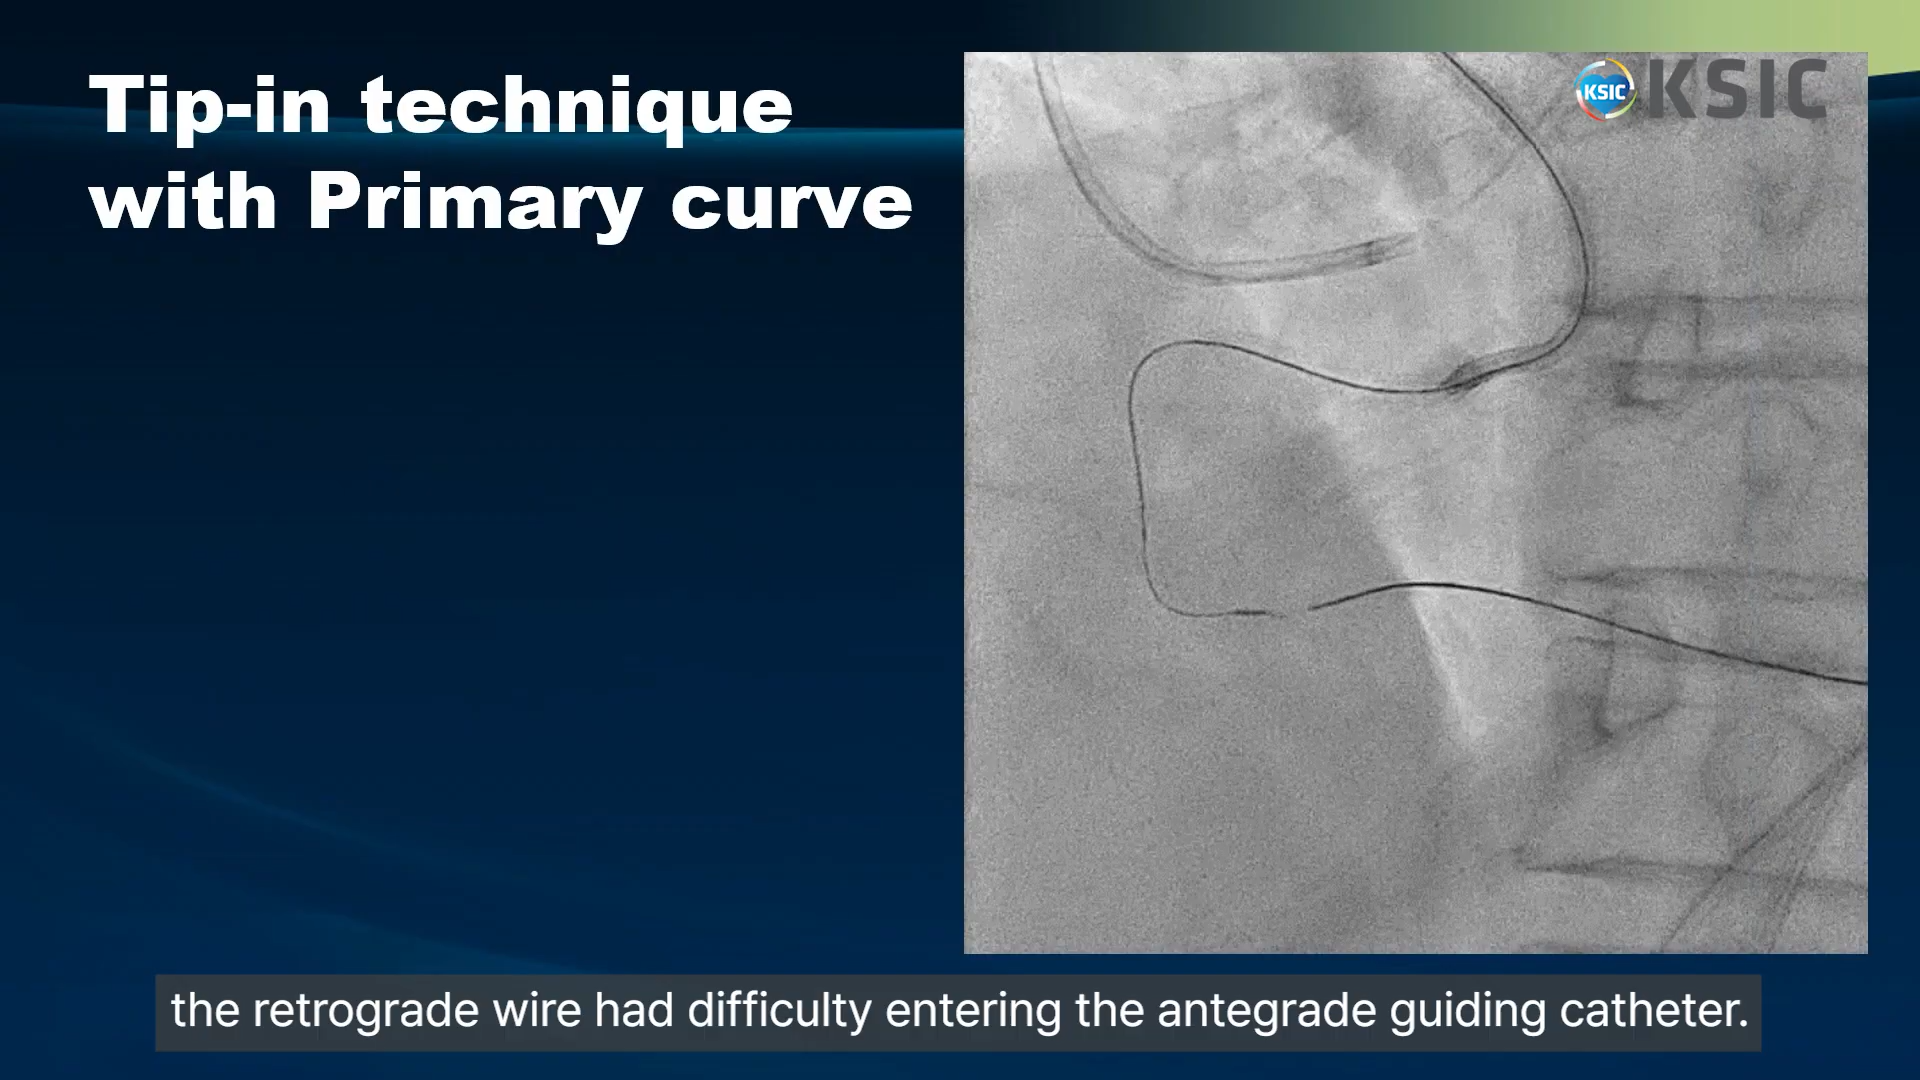 Tip-in technique
with Primary curve
KSIC KSIC
the retrograde wire had difficulty entering the antegrade guiding catheter.